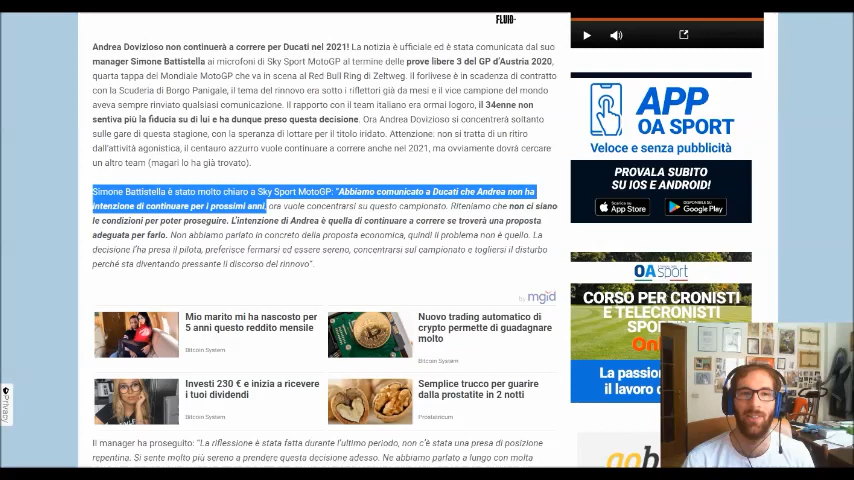 FLUID-
Andrea Dovizioso non continuerà a correre per Ducati nel 2021! La notizia è ufficiale ed è stata comunicata dal suo
manager Simone Battistella ai microfoni di Sky Sport MotoGP al termine delle prove libere 3 del GP d'Austria 2020,
quarta tappa del Mondiale MotoGP che va in scena al Red Bull Ring di Zeltweg. Il forlivese è in scadenza di contratto
con la Scuderia di Borgo Panigale, il tema del rinnovo era sotto i riflettori già da mesi e il vice campione del mondo
aveva sempre rinviato qualsiasi comunicazione. Il rapporto con il team italiano era ormai logoro, il 34enne non
sentiva più la fiducia su di lui e ha dunque preso questa decisione. Ora Andrea Dovizioso si concentrerà soltanto
sulle gare di questa stagione, con la speranza di lottare per il titolo iridato. Attenzione: non si tratta di un ritiro
dall'attività agonistica, il centauro azzurro vuole continuare a correre anche nel 2021, ma ovviamente dovrà cercare
un altro team (magari lo ha già trovato).
Simone Battistella è stato molto chiaro a Sky Sport MotoGP: "Abbiamo comunicato a Ducati che Andrea non ha
intenzione di continuare per i prossimi anni, ora vuole concentrarsi su questo campionato. Riteniamo che non ci siano
le condizioni per poter proseguire. L'intenzione di Andrea è quella di continuare a correre se troverà una proposta
adeguata per farlo. Non abbiamo parlato in concreto della proposta economica, quindi il problema non è quello. La
decisione l'ha presa il pilota, preferisce fermarsi ed essere sereno, concentrarsi sul campionato e togliersi il disturbo
perché sta diventando pressante il discorso del rinnovo".
by mgid
Mio marito mi ha nascosto per
5 anni questo reddito mensile
Bitcoin System
Nuovo trading automatico di
crypto permette di guadagnare
molto
Bitcoin System
Investi 230 € e inizia a ricevere
i tuoi dividendi
Bitcoin System
Semplice trucco per guarire
dalla prostatite in 2 notti
Prostatricum
Il manager ha proseguito: "La riflessione è stata fatta durante l'ultimo periodo, non c'è stata una presa di posizione
repentina. Si sente molto più sereno a prendere questa decisione adesso. Ne abbiamo parlato a lungo con molta
APP
OA SPORT
Veloce e senza pubblicità
PROVALA SUBITO
SU IOS E ANDROID!
Scarica su
App Store
DISPONIBILE SU
Google Play
OA sport
CORSO PER CRONISTI
E TELECRONISTI
SPORTIVI
Onl
La passion
il lavoro d
gob
Privacy